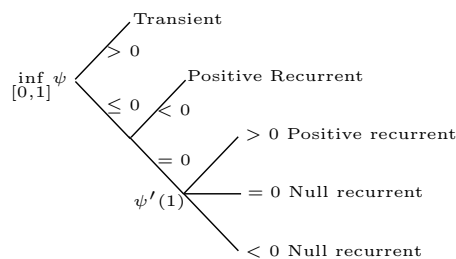 Transient
> 0
inf ψ
[0,1]
Positive Recurrent
≤ 0
< 0
> 0 Positive recurrent
= 0
ψ′(1)
= 0 Null recurrent
< 0 Null recurrent